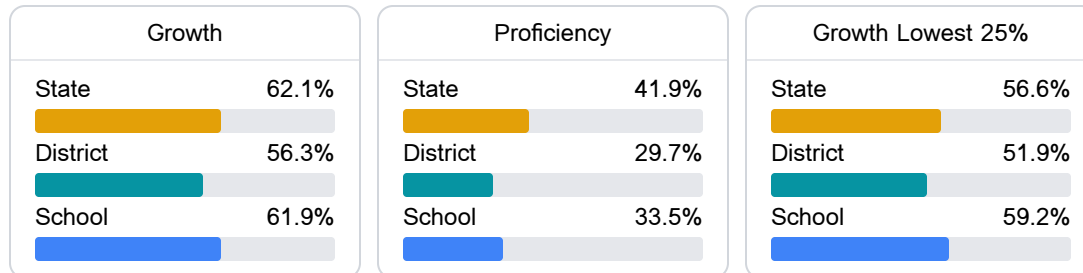 Growth
State 62.1%
District 56.3%
School 61.9%
Proficiency
State 41.9%
District 29.7%
School 33.5%
Growth Lowest 25%
State 56.6%
District 51.9%
School 59.2%